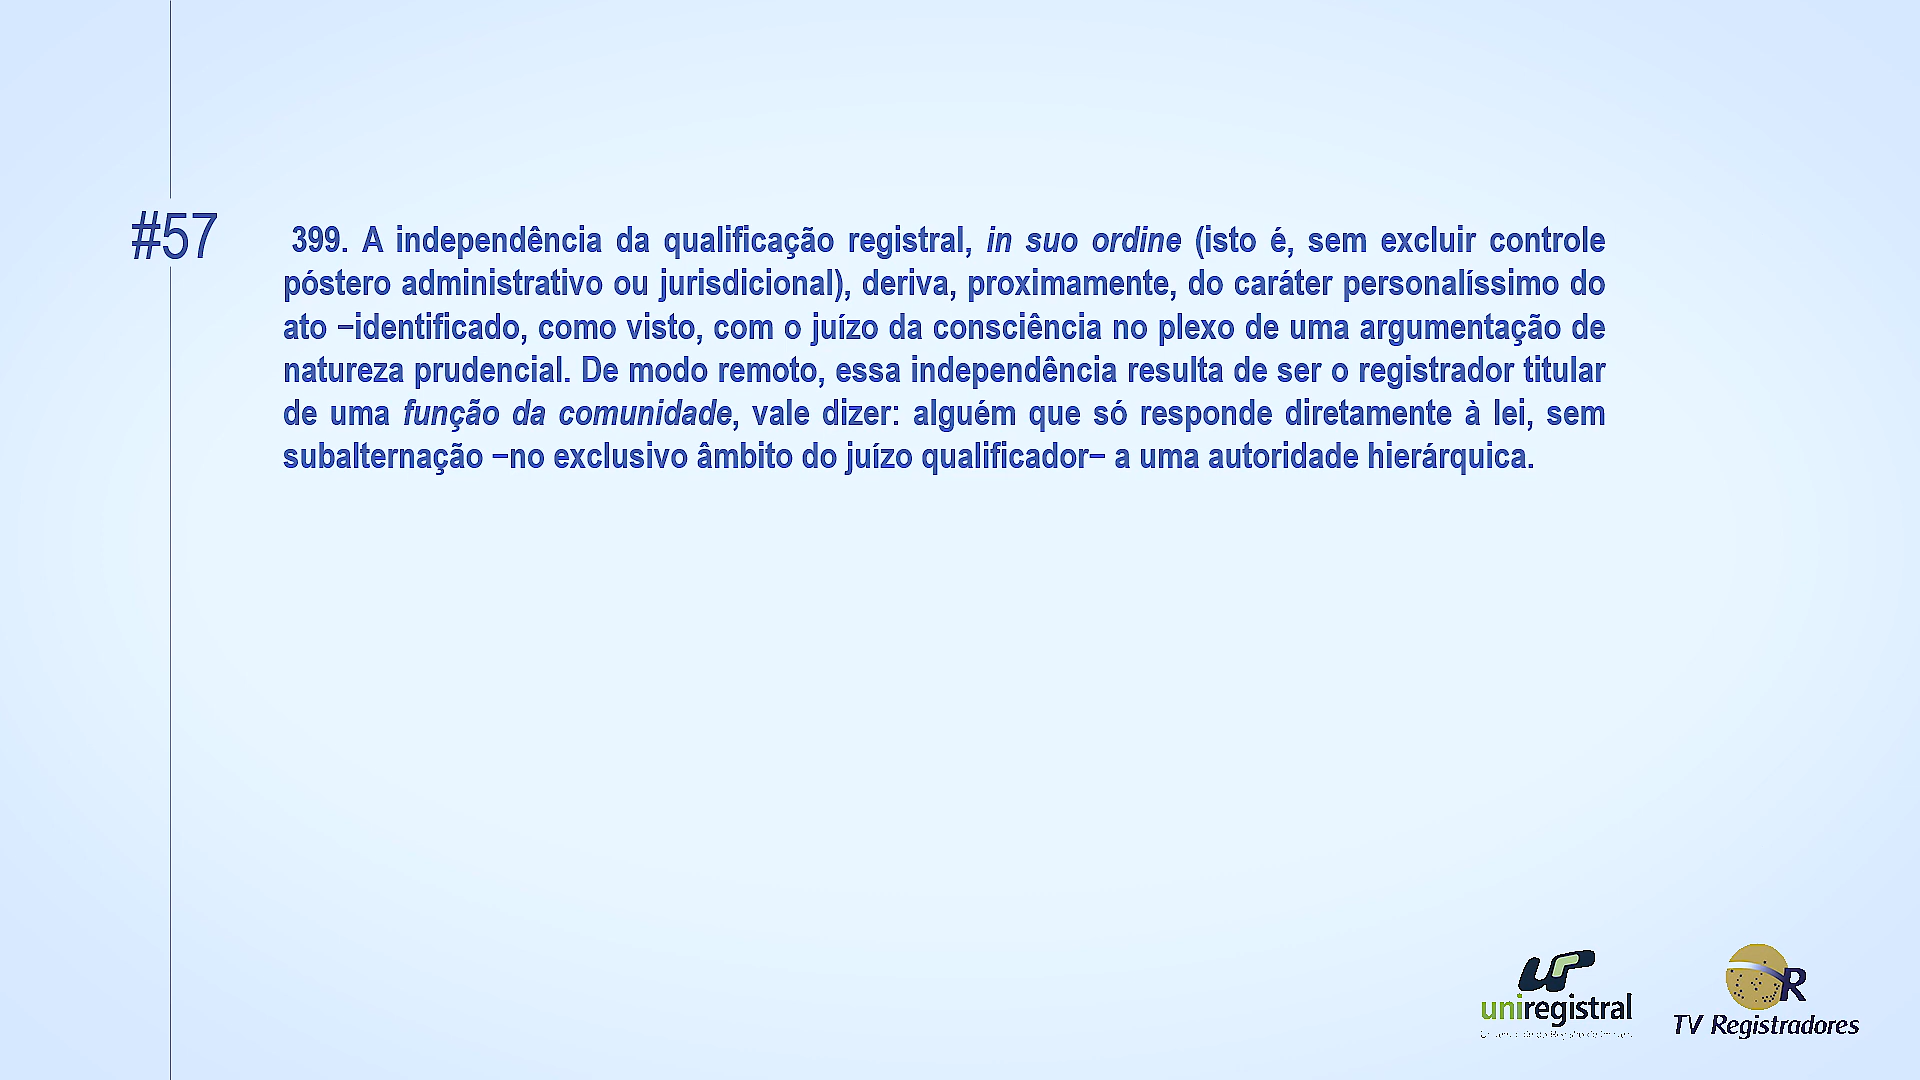 #57
399. A independência da qualificação registral, in suo ordine (isto é, sem excluir controle
póstero administrativo ou jurisdicional), deriva, proximamente, do caráter personalíssimo do
ato –identificado, como visto, com o juízo da consciência no plexo de uma argumentação de
natureza prudencial. De modo remoto, essa independência resulta de ser o registrador titular
de uma função da comunidade, vale dizer: alguém que só responde diretamente à lei, sem
subalternação –no exclusivo âmbito do juízo qualificador– a uma autoridade hierárquica.
uniregistral
R
TV Registradores